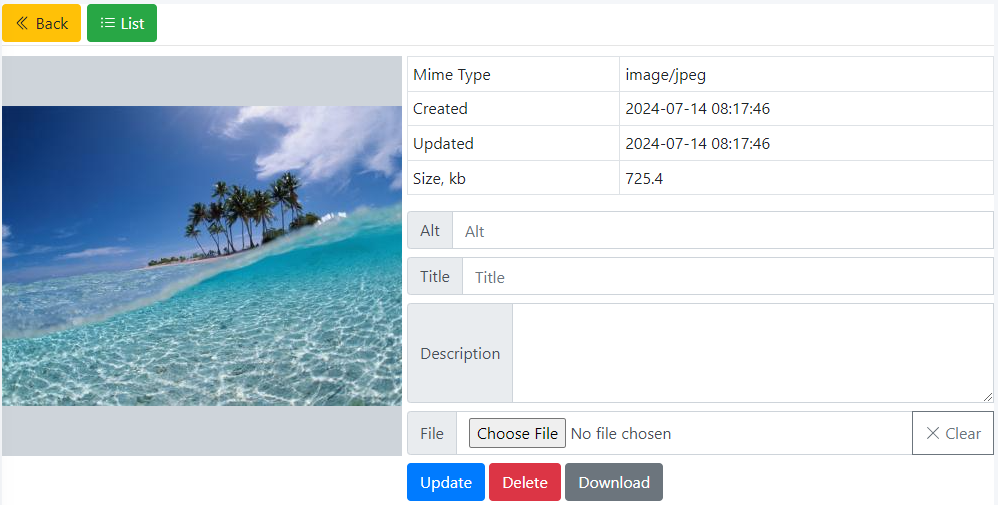 Back List
Mime Type image/jpeg
Created 2024-07-14 08:17:46
Updated 2024-07-14 08:17:46
Size, kb 725.4
Alt Alt
Title Title
Description
File Choose File No file chosen Clear
Update Delete Download